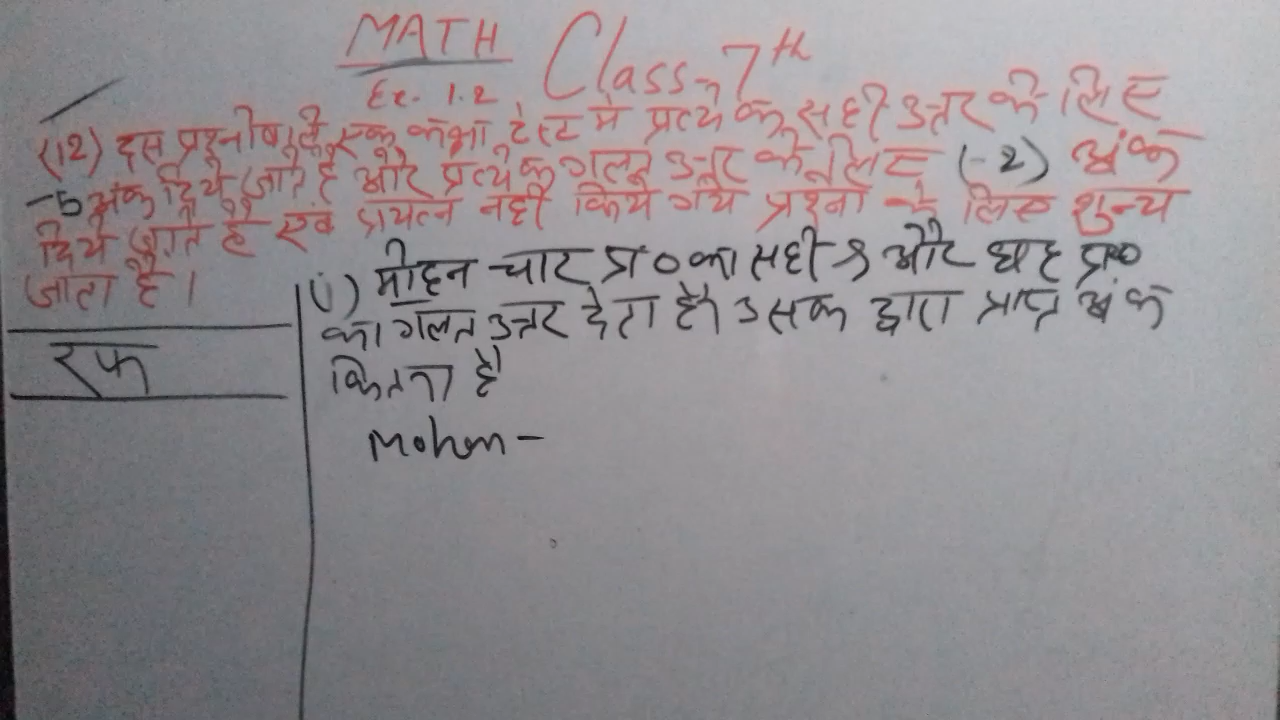 MATH Class-7th
Ex. 1.2
(12) दस प्रश्नो एक कक्षा टेस्ट मे प्रत्येक सही उत्तर के लिए
-5 अंक दिये जाते है और प्रत्येक गलत उत्तर के लिए (-2) अंक
दिये जाते है एवं प्रयत्न नही किये गये प्रश्नो के लिए शुन्य
जाता है।
(i) मोहन चार प्र० का सही और छह प्र०
का गलत उत्तर देता है। उसक द्वारा प्राप्त अंक
कितना है
रफ
Mohan -